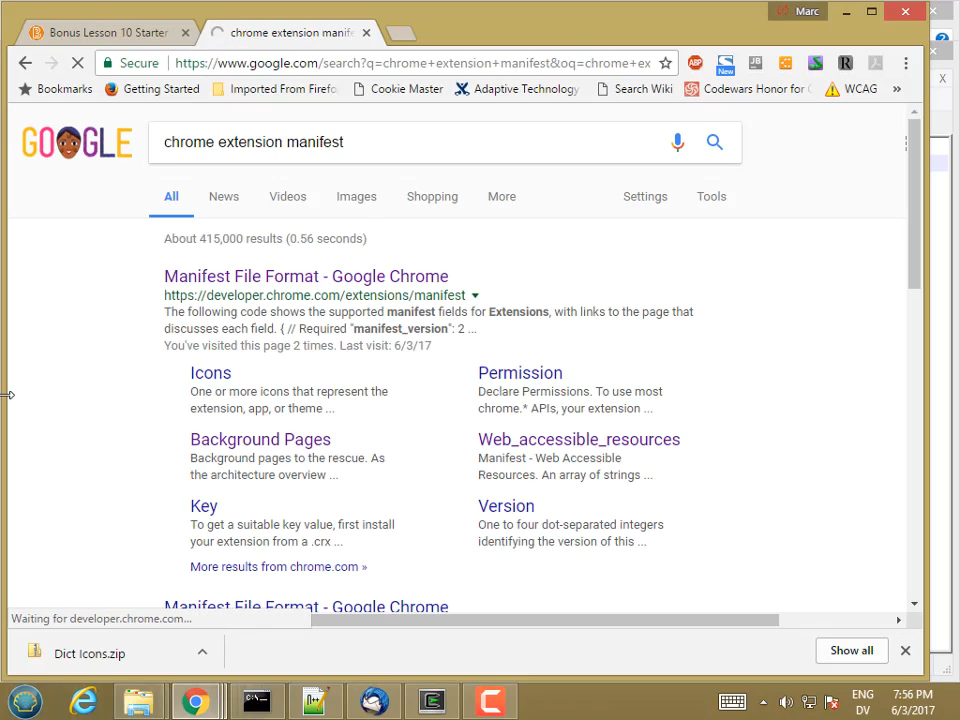 Marc
Bonus Lesson 10 Starter
chrome extension manife
Secure
https://www.google.com/search?q=chrome+extension+manifest&oq=chrome+ex
New
JB
ABP
R
Bookmarks
Getting Started
Imported From Firefo
Cookie Master
Adaptive Technology
Search Wiki
Codewars Honor for C
WCAG
»
GOOGLE
chrome extension manifest
All
News
Videos
Images
Shopping
More
Settings
Tools
About 415,000 results (0.56 seconds)
Manifest File Format - Google Chrome
https://developer.chrome.com/extensions/manifest
The following code shows the supported manifest fields for Extensions, with links to the page that
discusses each field. { // Required "manifest_version": 2 ...
You've visited this page 2 times. Last visit: 6/3/17
Icons
One or more icons that represent the
extension, app, or theme ...
Permission
Declare Permissions. To use most
chrome.* APIs, your extension ...
Background Pages
Background pages to the rescue. As
the architecture overview ...
Web_accessible_resources
Manifest - Web Accessible
Resources. An array of strings ...
Key
To get a suitable key value, first install
your extension from a .crx ...
Version
One to four dot-separated integers
identifying the version of this ...
More results from chrome.com »
Manifest File Format - Google Chrome
Waiting for developer.chrome.com...
Dict Icons.zip
Show all
ENG
DV
7:56 PM
6/3/2017